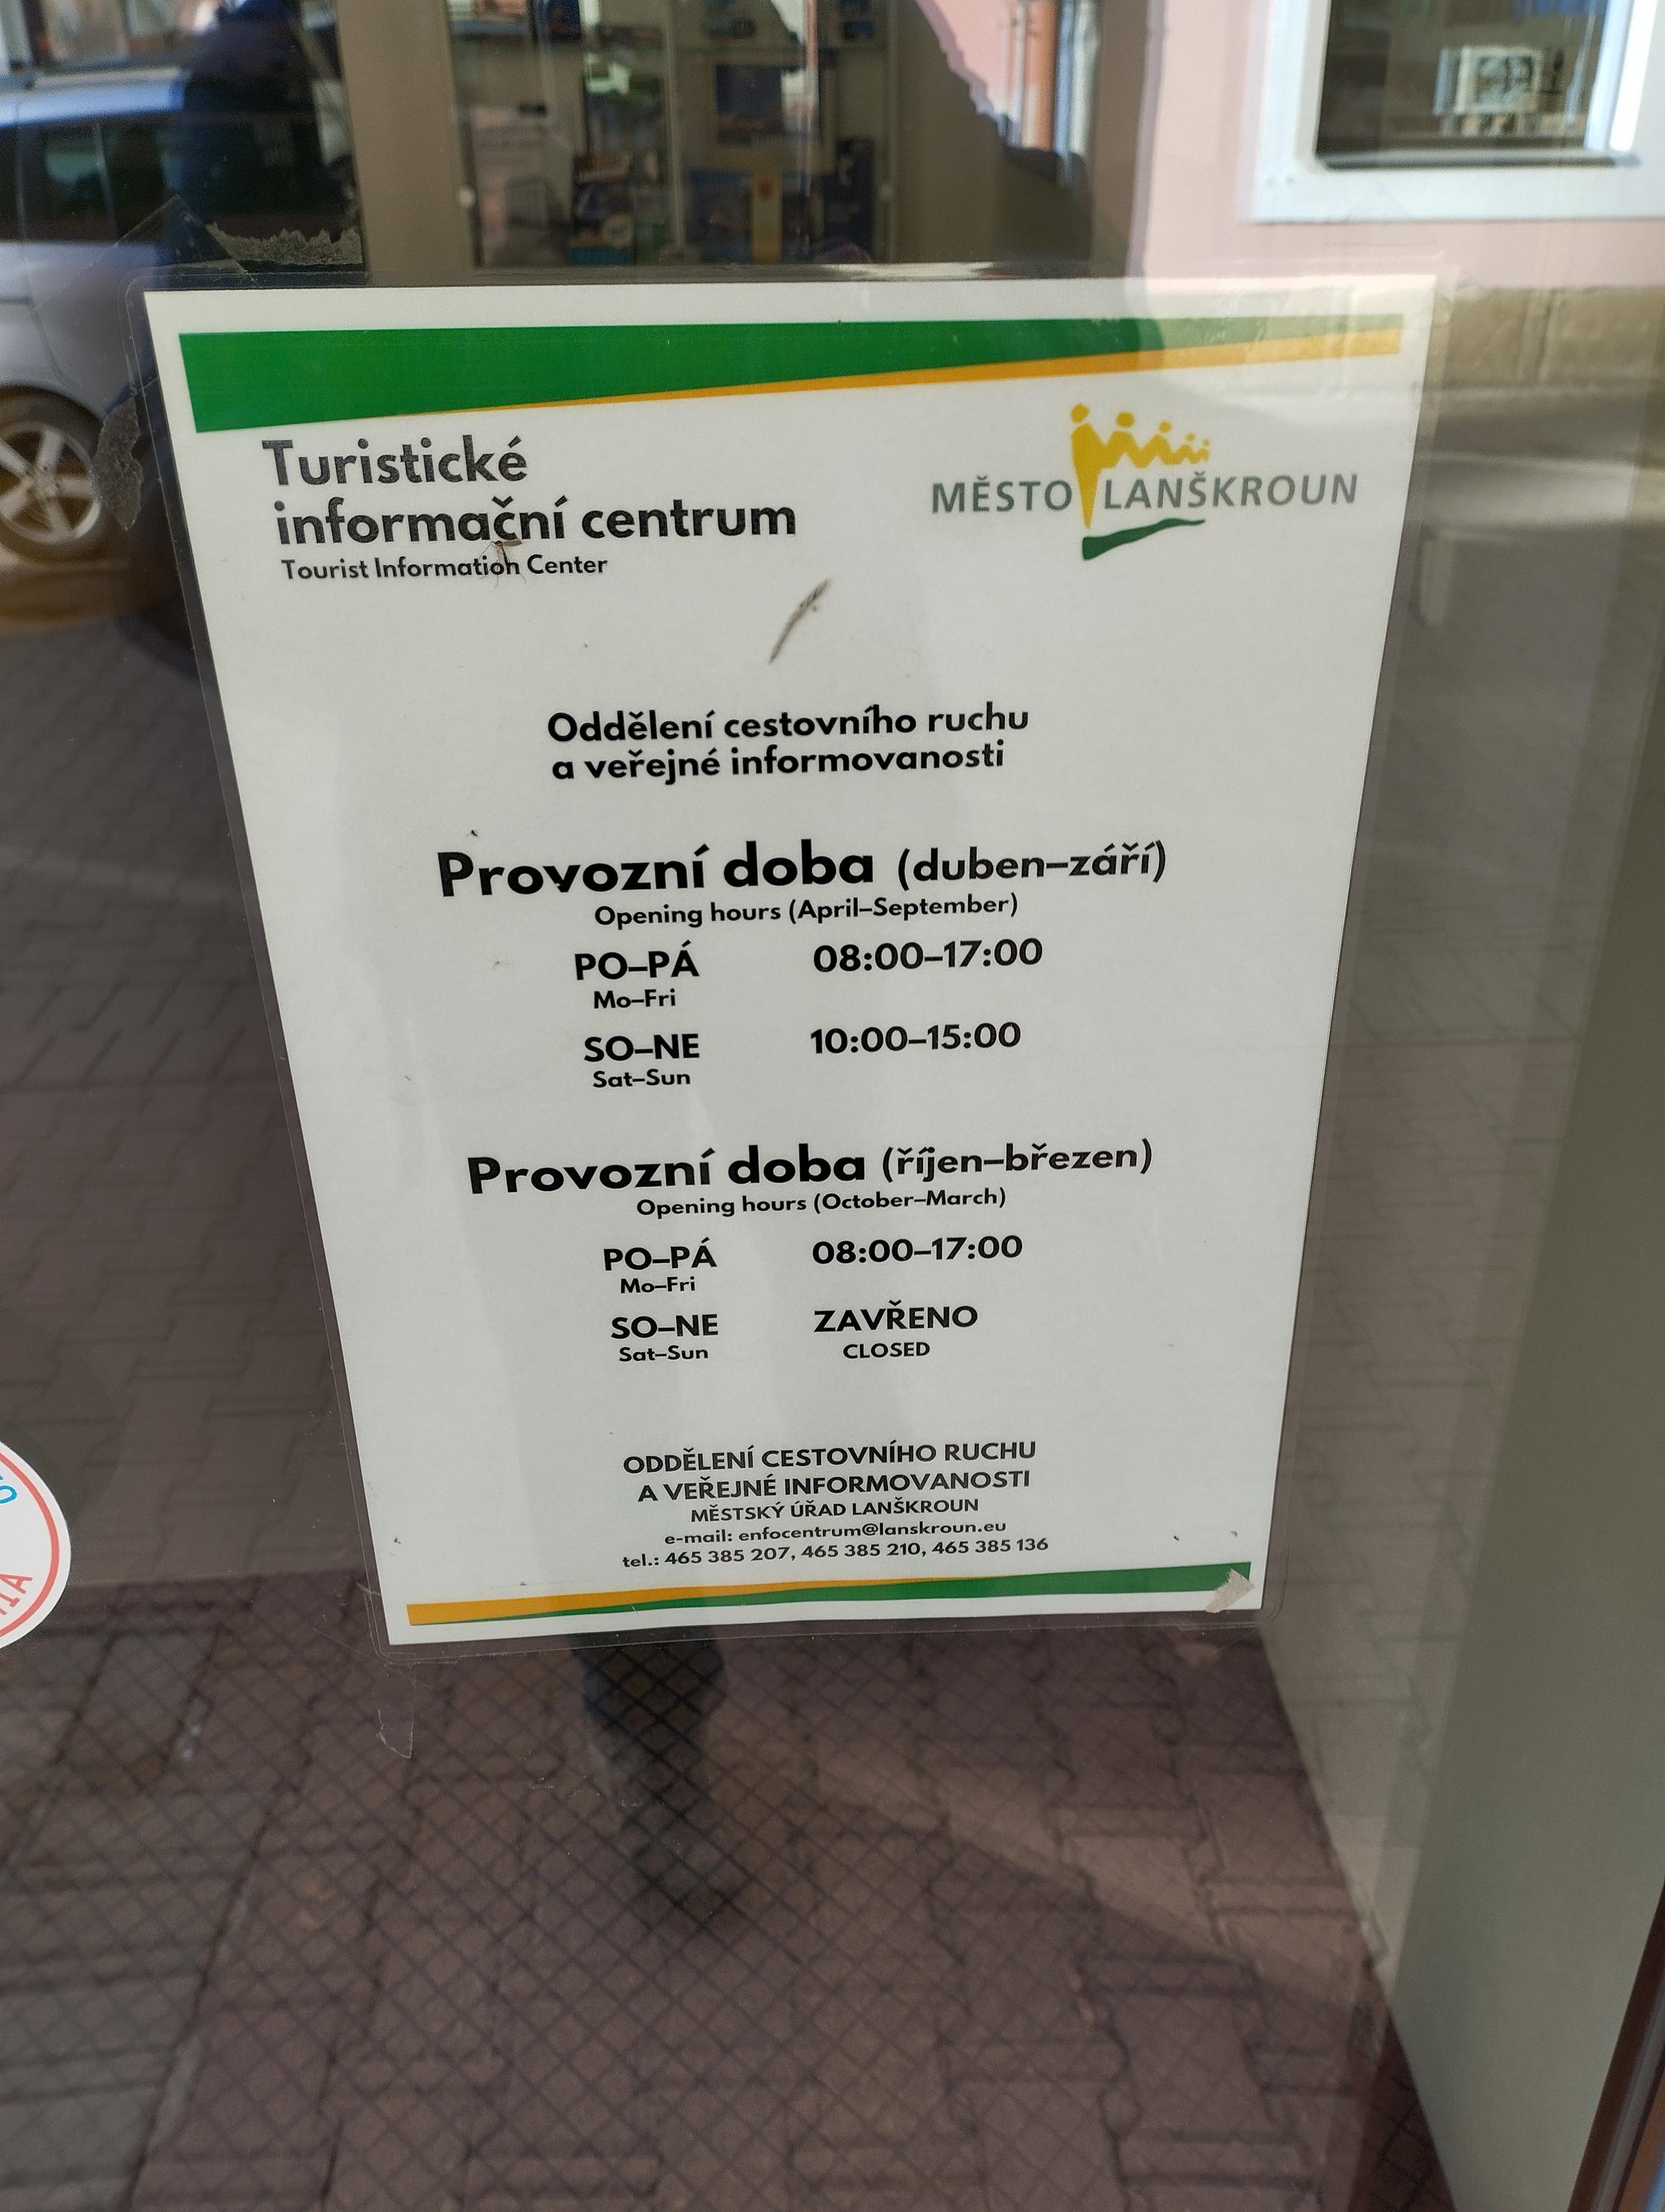 Turistické
informační centrum
Tourist Information Center
MĚSTO LANŠKROUN
Oddělení cestovního ruchu
a veřejné informovanosti
Provozní doba (duben–září)
Opening hours (April–September)
PO–PÁ 08:00–17:00
Mo–Fri
SO–NE 10:00–15:00
Sat–Sun
Provozní doba (říjen–březen)
Opening hours (October–March)
PO–PÁ 08:00–17:00
Mo–Fri
SO–NE ZAVŘENO
Sat–Sun CLOSED
ODDĚLENÍ CESTOVNÍHO RUCHU
A VEŘEJNÉ INFORMOVANOSTI
MĚSTSKÝ ÚŘAD LANŠKROUN
e-mail: enfocentrum@lanskroun.eu
tel.: 465 385 207, 465 385 210, 465 385 136